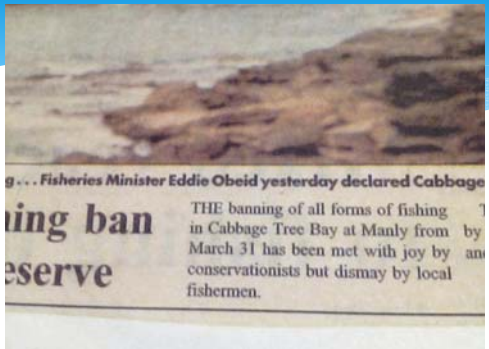 g... Fisheries Minister Eddie Obeid yesterday declared Cabbage
ing ban
eserve
THE banning of all forms of fishing
in Cabbage Tree Bay at Manly from
March 31 has been met with joy by
conservationists but dismay by local
fishermen.
T
by
and